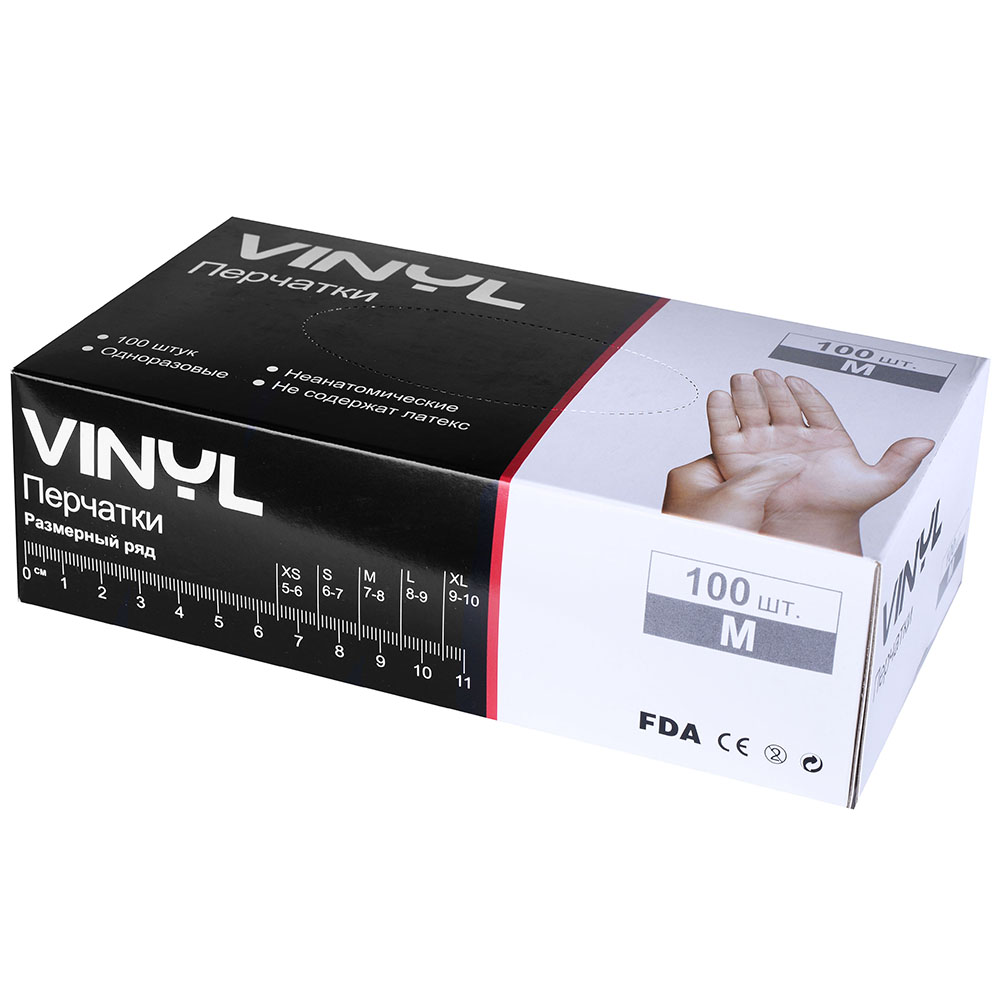 VINYL
Перчатки
100 штук
Одноразовые
Неанатомические
Не содержат латекс
100 шт.
M
VINYL
Перчатки
Размерный ряд
XS S M L XL
5-6 6-7 7-8 8-9 9-10
0 см 1 2 3 4 5 6 7 8 9 10 11
100 шт.
M
FDA CE 2
VINYL
Перчатки